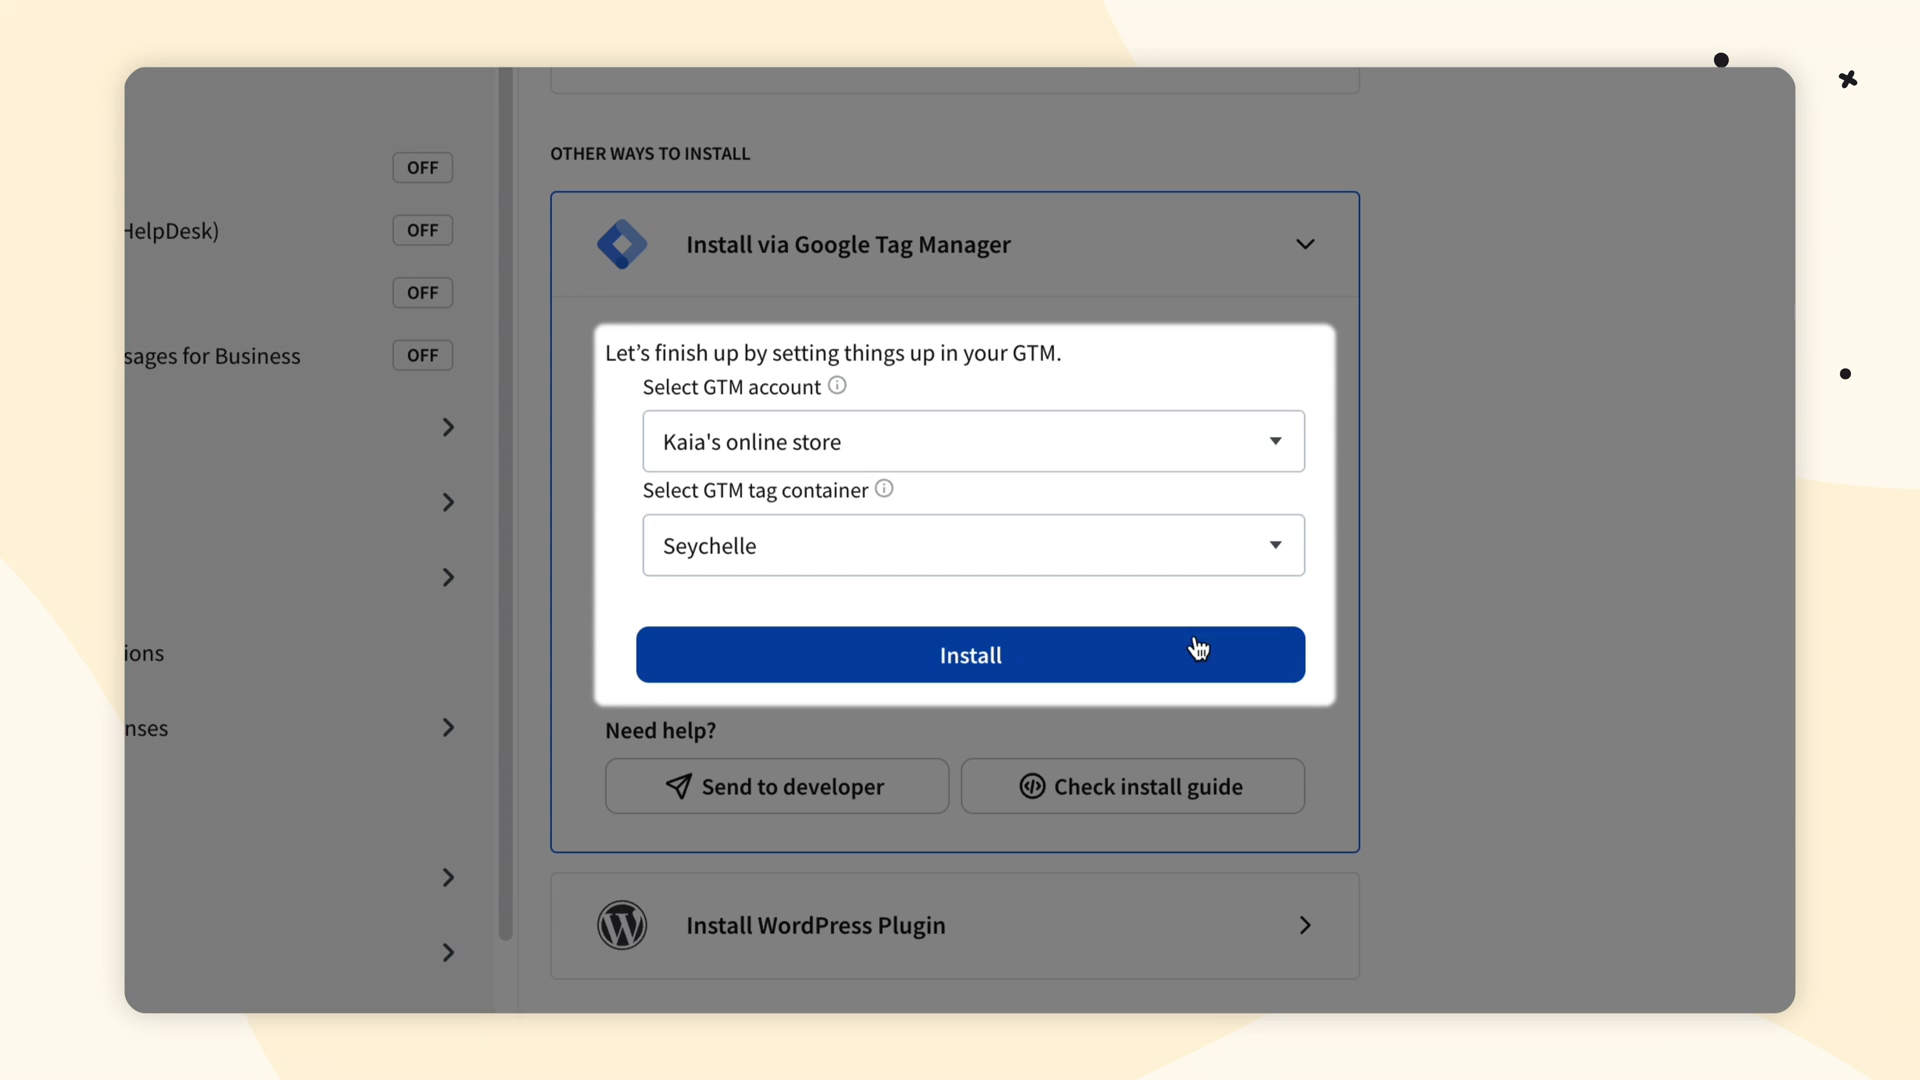 OFF
HelpDesk)
OFF
OFF
sages for Business
OFF
ions
nses
OTHER WAYS TO INSTALL
Install via Google Tag Manager
Let’s finish up by setting things up in your GTM.
Select GTM account
Kaia's online store
Select GTM tag container
Seychelle
Install
Need help?
Send to developer
Check install guide
Install WordPress Plugin